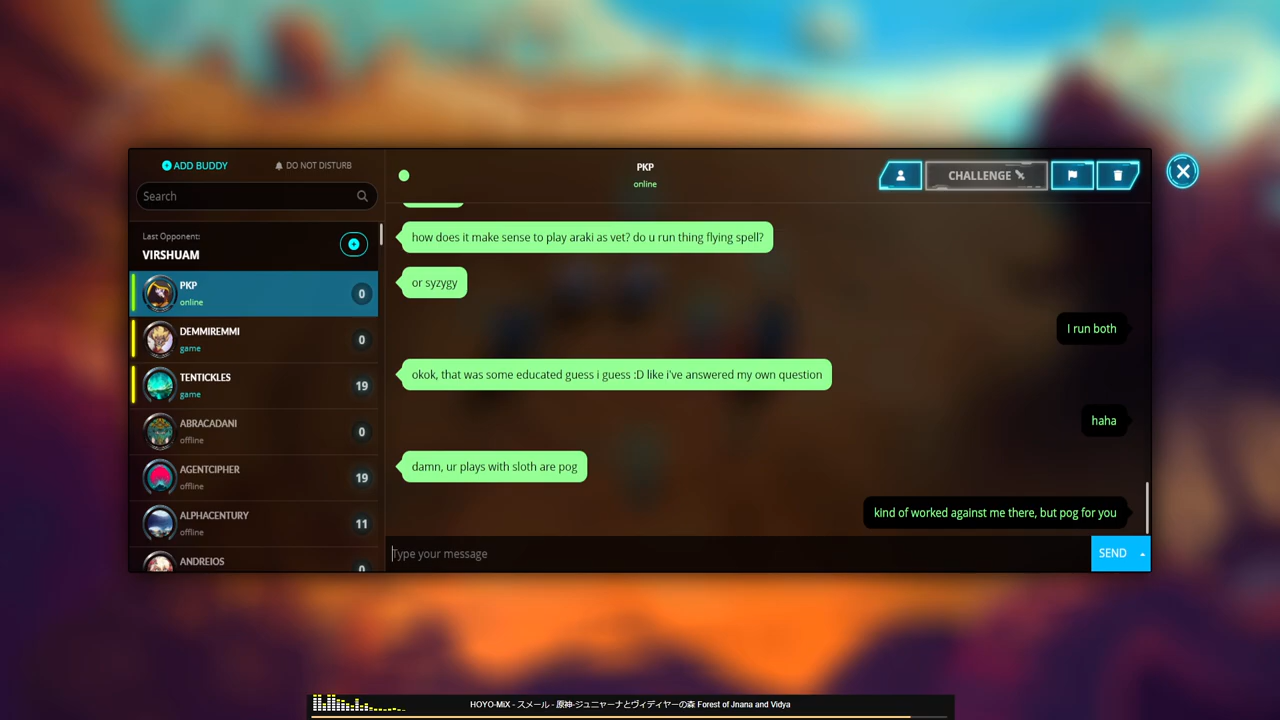 ADD BUDDY
DO NOT DISTURB
Search
Last Opponent:
VIRSHUAM
PKP
online
0
DEMMIREMMI
game
0
TENTICKLES
game
19
ABRACADANI
offline
0
AGENTCIPHER
offline
19
ALPHACENTURY
offline
11
ANDREIOS
0
PKP
online
CHALLENGE
how does it make sense to play araki as vet? do u run thing flying spell?
or syzygy
I run both
okok, that was some educated guess i guess :D like i've answered my own question
haha
damn, ur plays with sloth are pog
kind of worked against me there, but pog for you
Type your message
SEND
HOYO-MiX - スメール - 原神-ジュニャーナとヴィディヤーの森 Forest of Jnana and Vidya